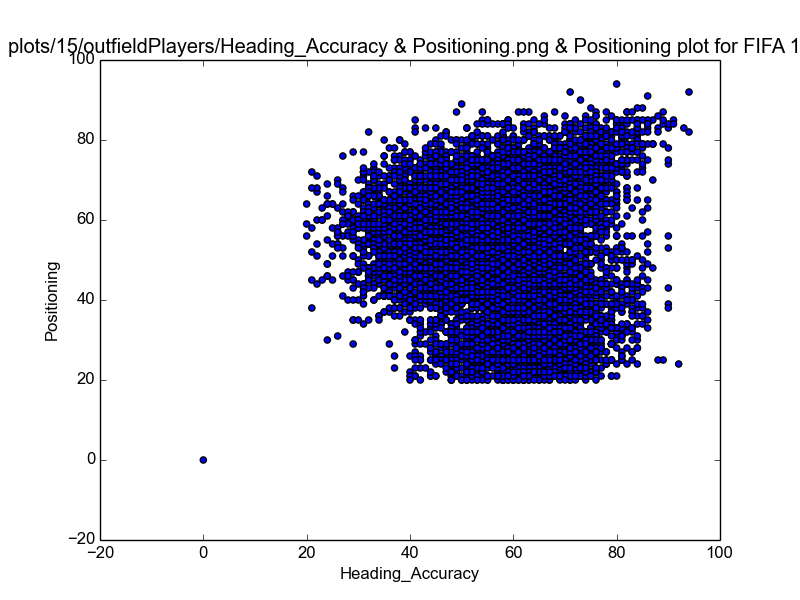 plots/15/outfieldPlayers/Heading_Accuracy & Positioning.png & Positioning plot for FIFA 1
100
80
60
40
20
0
−20
Positioning
−20 0 20 40 60 80 100
Heading_Accuracy